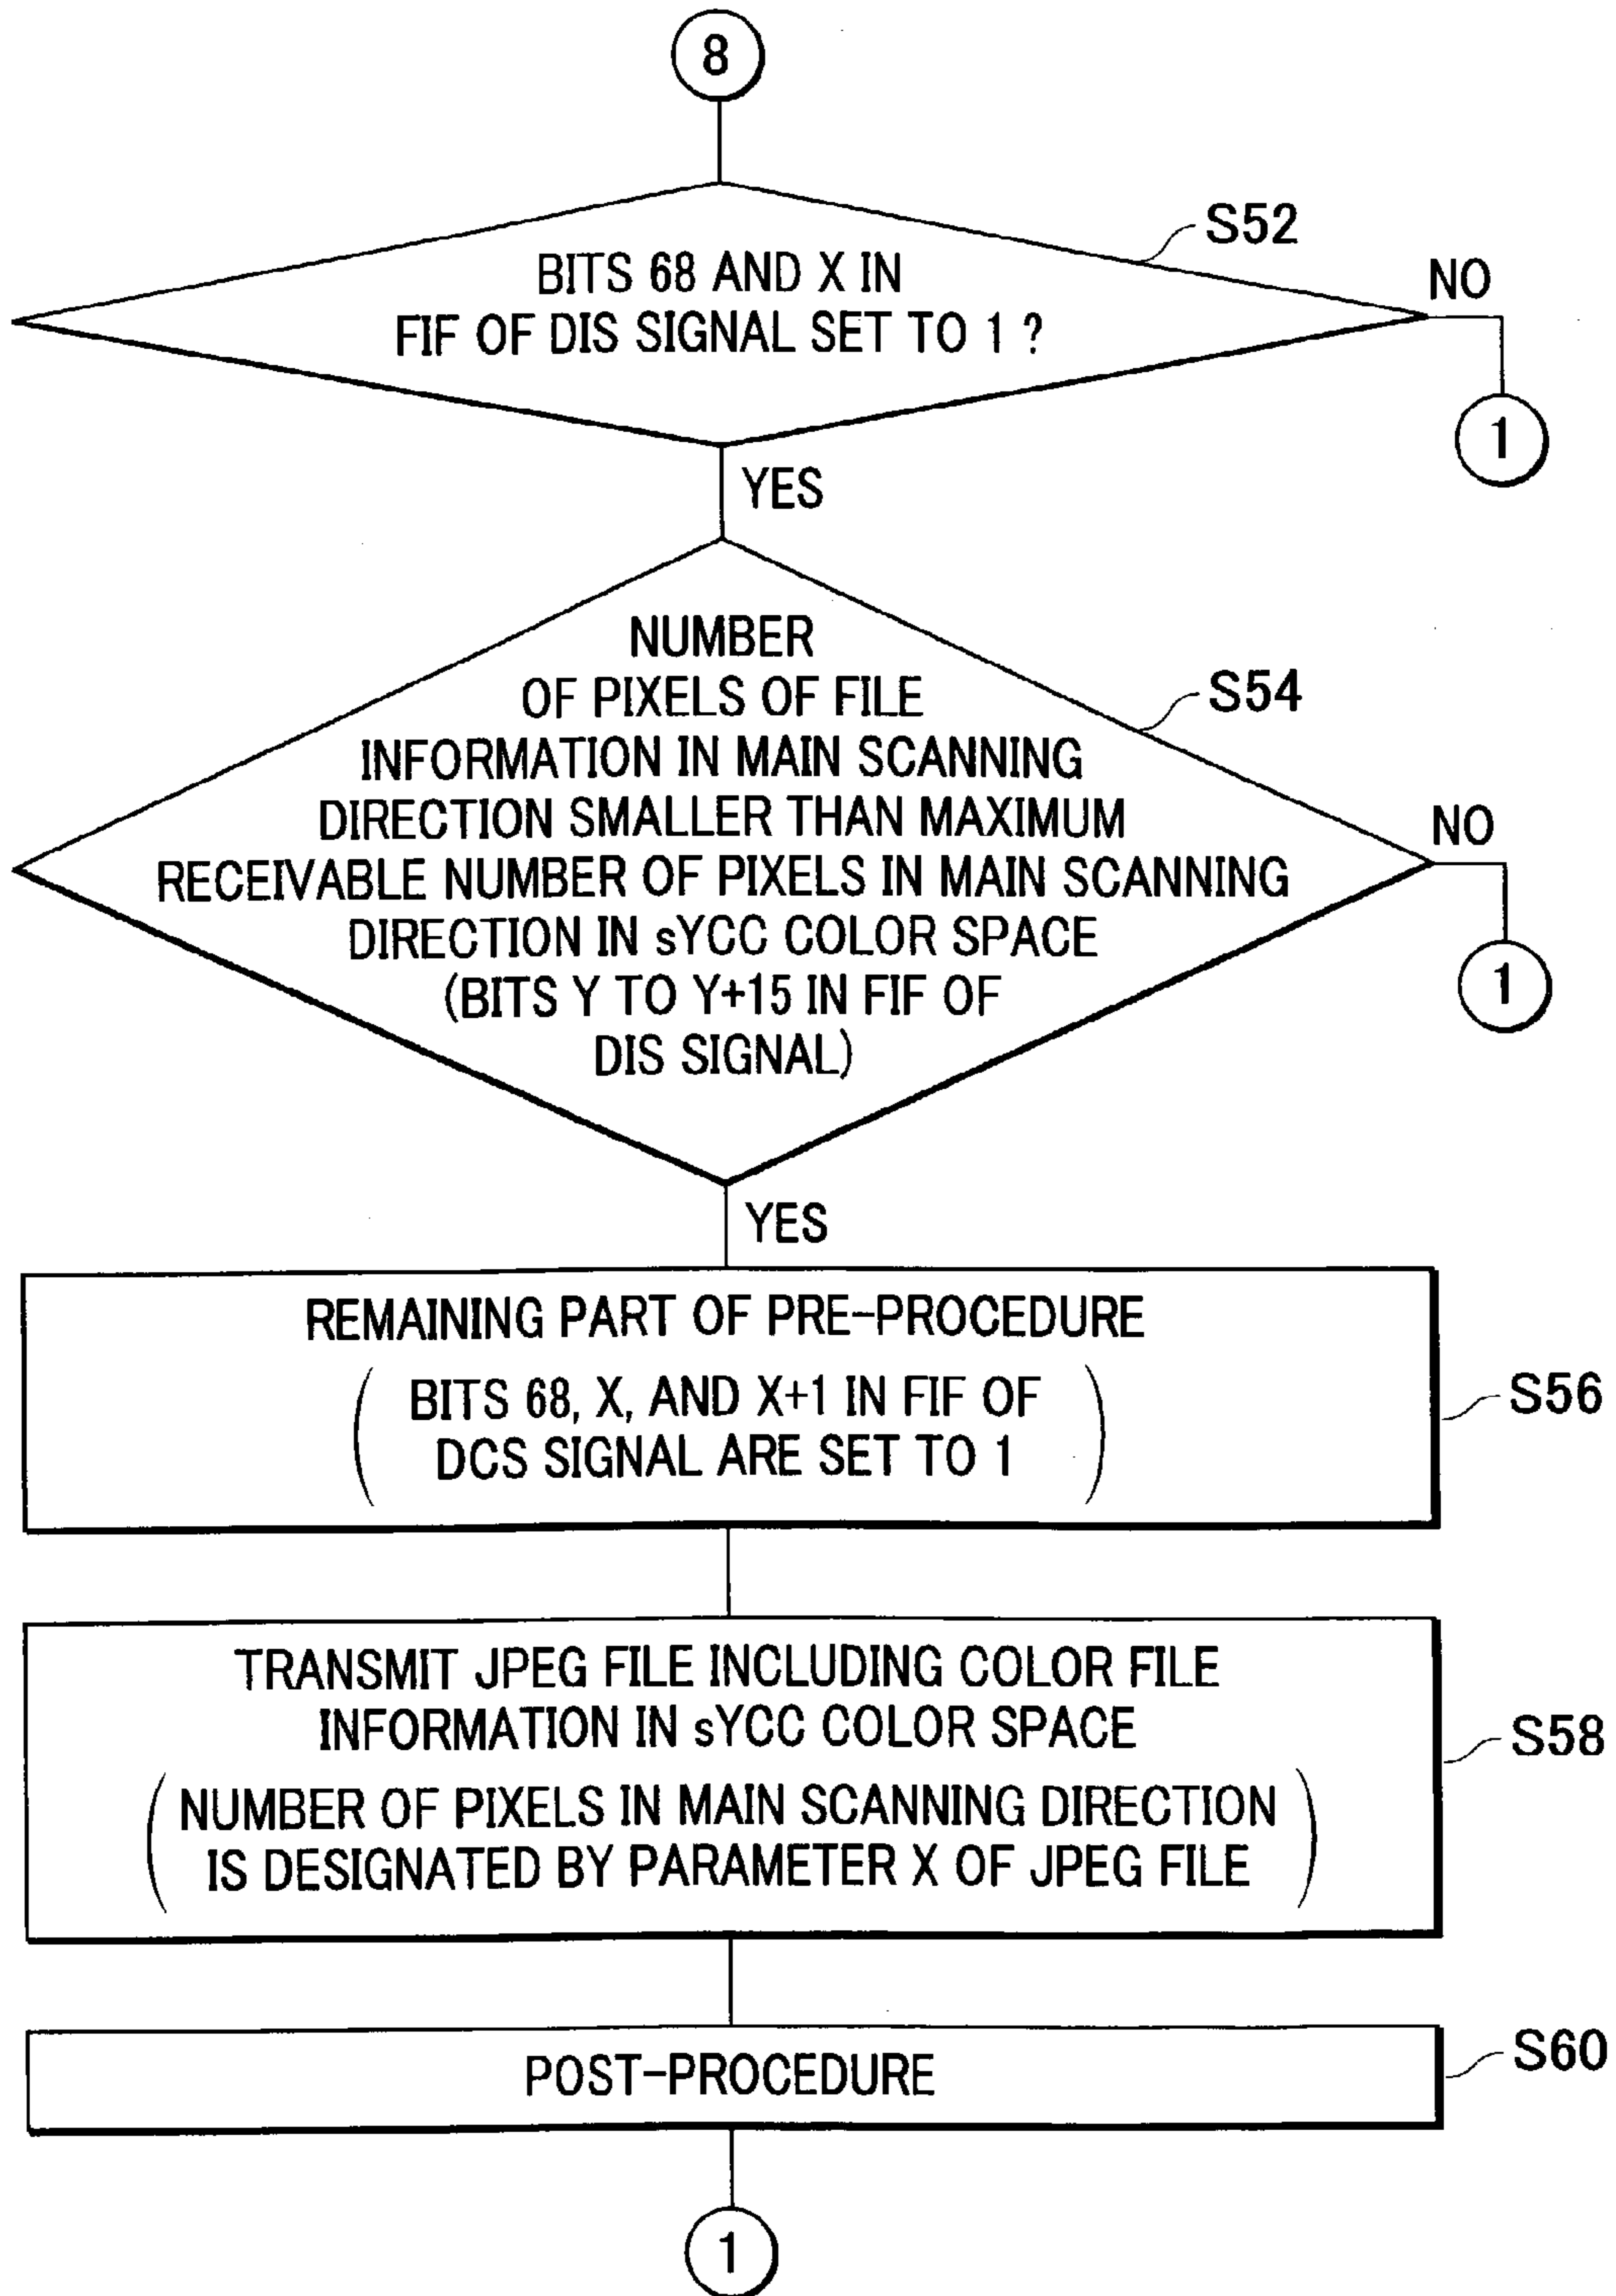 8
S52
BITS 68 AND X IN
FIF OF DIS SIGNAL SET TO 1 ?
NO
1
YES
NUMBER
OF PIXELS OF FILE
S54
INFORMATION IN MAIN SCANNING
DIRECTION SMALLER THAN MAXIMUM
NO
RECEIVABLE NUMBER OF PIXELS IN MAIN SCANNING
DIRECTION IN sYCC COLOR SPACE
(BITS Y TO Y+15 IN FIF OF
1
DIS SIGNAL)
YES
REMAINING PART OF PRE-PROCEDURE
( BITS 68, X, AND X+1 IN FIF OF
DCS SIGNAL ARE SET TO 1 )
S56
TRANSMIT JPEG FILE INCLUDING COLOR FILE
INFORMATION IN sYCC COLOR SPACE
S58
( NUMBER OF PIXELS IN MAIN SCANNING DIRECTION
IS DESIGNATED BY PARAMETER X OF JPEG FILE )
S60
POST-PROCEDURE
1